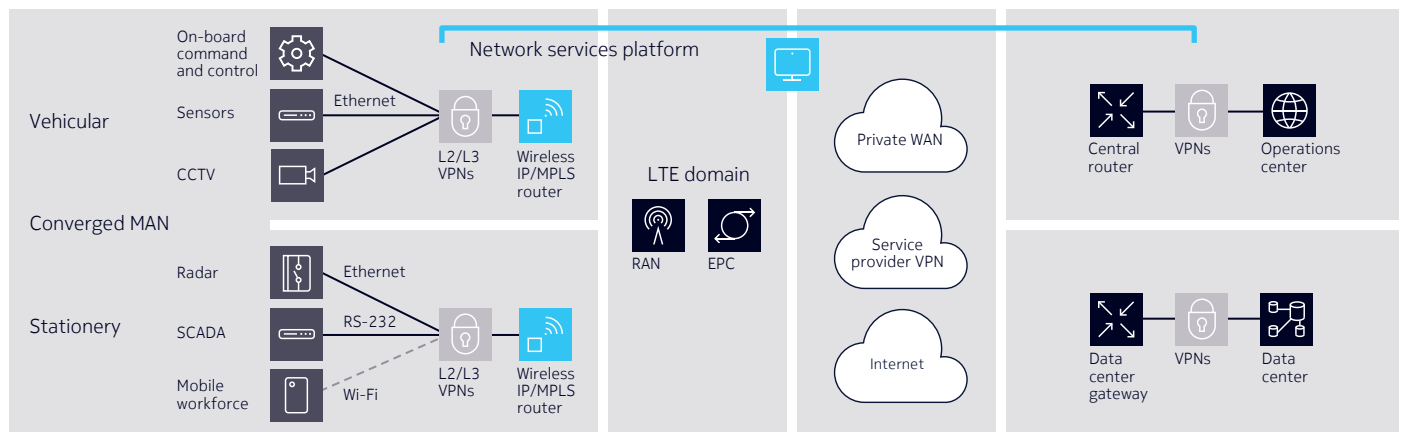 Network services platform
Vehicular
Converged MAN
Stationery
On-board
command
and control
Sensors
CCTV
Ethernet
L2/L3
VPNs
Wireless
IP/MPLS
router
Radar
SCADA
Mobile
workforce
Ethernet
RS-232
Wi-Fi
L2/L3
VPNs
Wireless
IP/MPLS
router
LTE domain
RAN
EPC
Private WAN
Service
provider VPN
Internet
Central
router
VPNs
Operations
center
Data
center
gateway
VPNs
Data
center